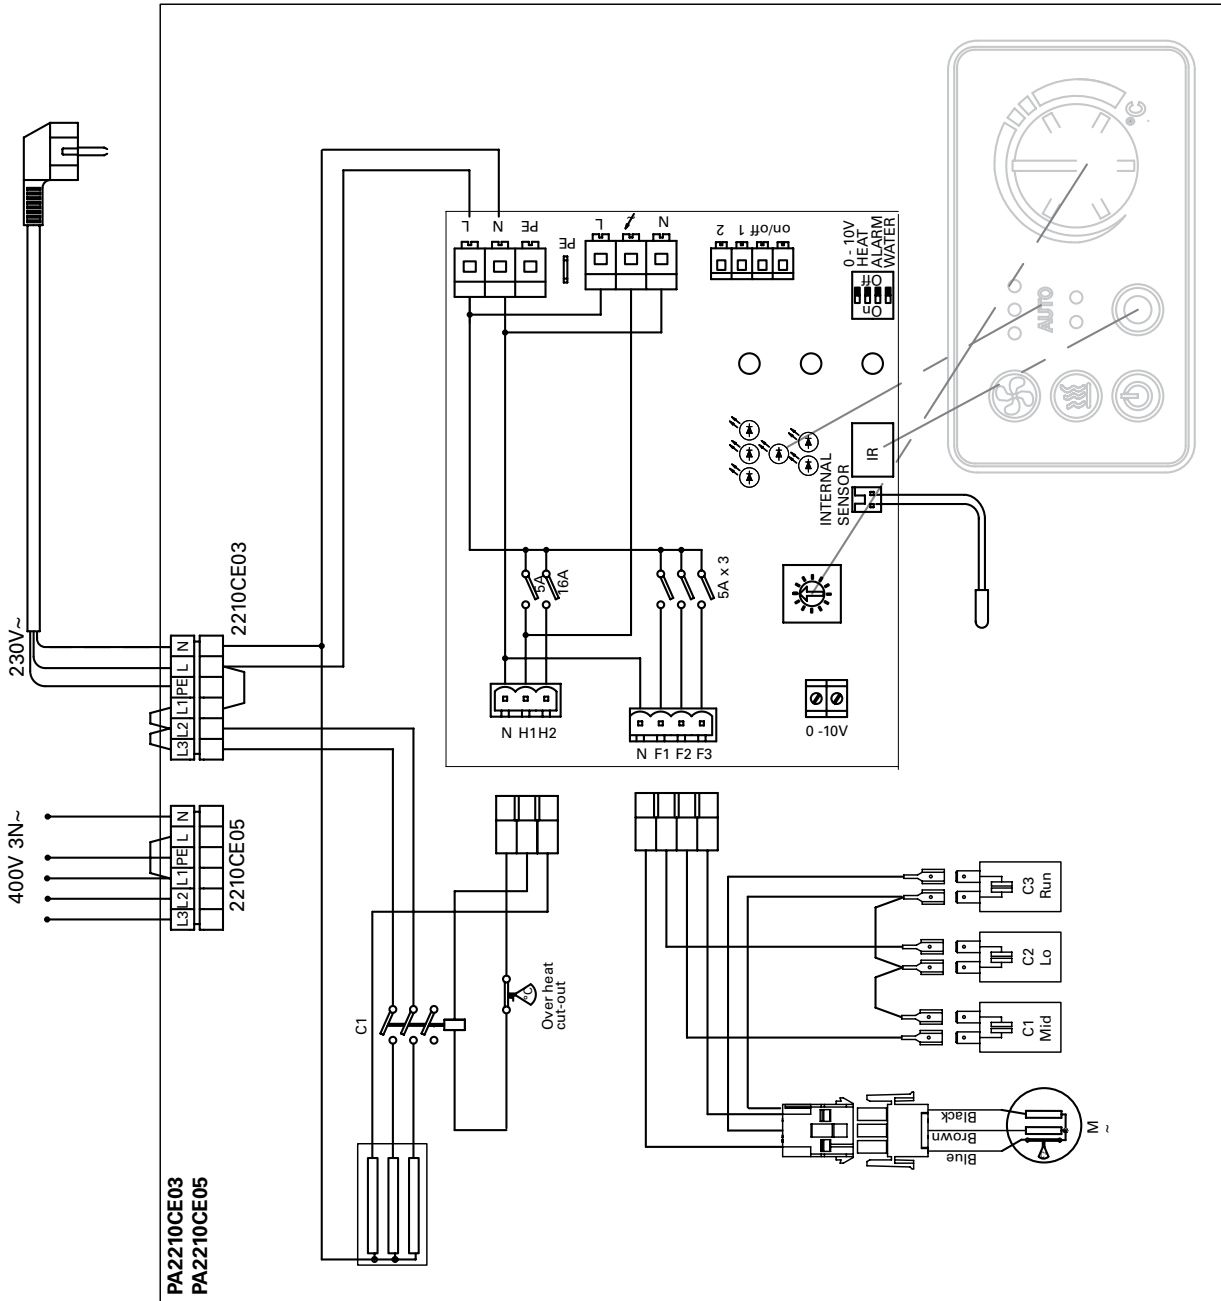 PA2210CE03
PA2210CE05
230V~
400V 3N~
N
L
PE
L1
L2
L3
2210CE03
N
L
PE
L1
L2
L3
2210CE05
L
N
PE
PE
L
N
2
1
on/off
0 - 10V
HEAT
ALARM
WATER
Off
On
°C
AUTO
INTERNAL
SENSOR
IR
5A
16A
5A x 3
0 -10V
N H1 H2
N F1 F2 F3
C1
°C
Over heat
cut-out
C3
Run
C2
Lo
C1
Mid
Black
Brown
Blue
M
~